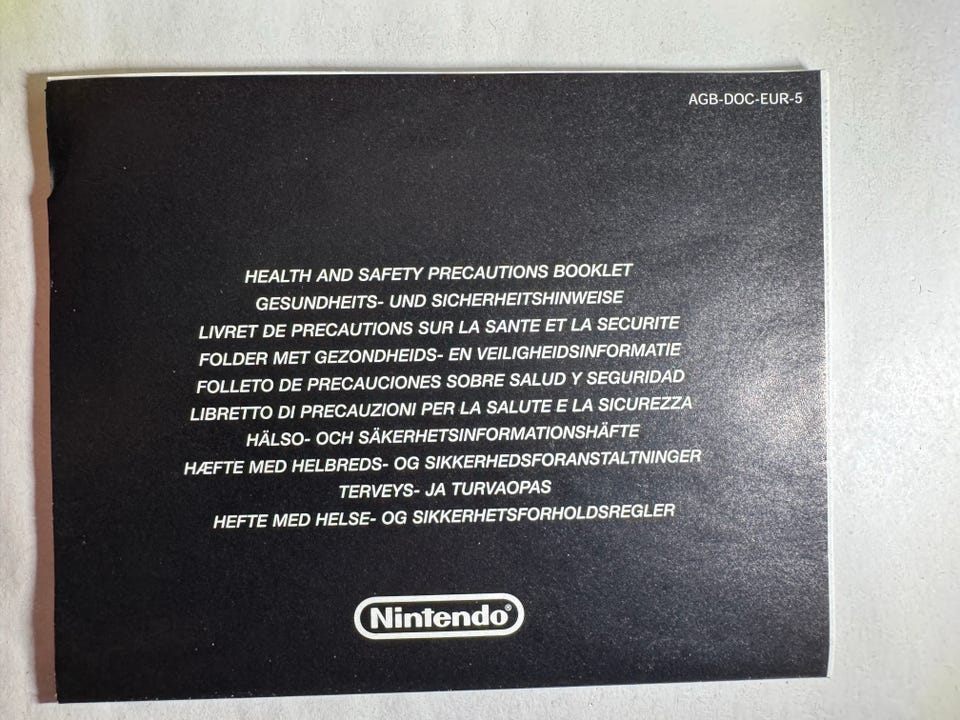 AGB-DOC-EUR-5
HEALTH AND SAFETY PRECAUTIONS BOOKLET
GESUNDHEITS- UND SICHERHEITSHINWEISE
LIVRET DE PRECAUTIONS SUR LA SANTE ET LA SECURITE
FOLDER MET GEZONDHEIDS- EN VEILIGHEIDSINFORMATIE
FOLLETO DE PRECAUCIONES SOBRE SALUD Y SEGURIDAD
LIBRETTO DI PRECAUZIONI PER LA SALUTE E LA SICUREZZA
HÄLSO- OCH SÄKERHETSINFORMATIONSHÄFTE
HÆFTE MED HELBREDS- OG SIKKERHEDSFORANSTALTNINGER
TERVEYS- JA TURVAOPAS
HEFTE MED HELSE- OG SIKKERHETSFORHOLDSREGLER
Nintendo®